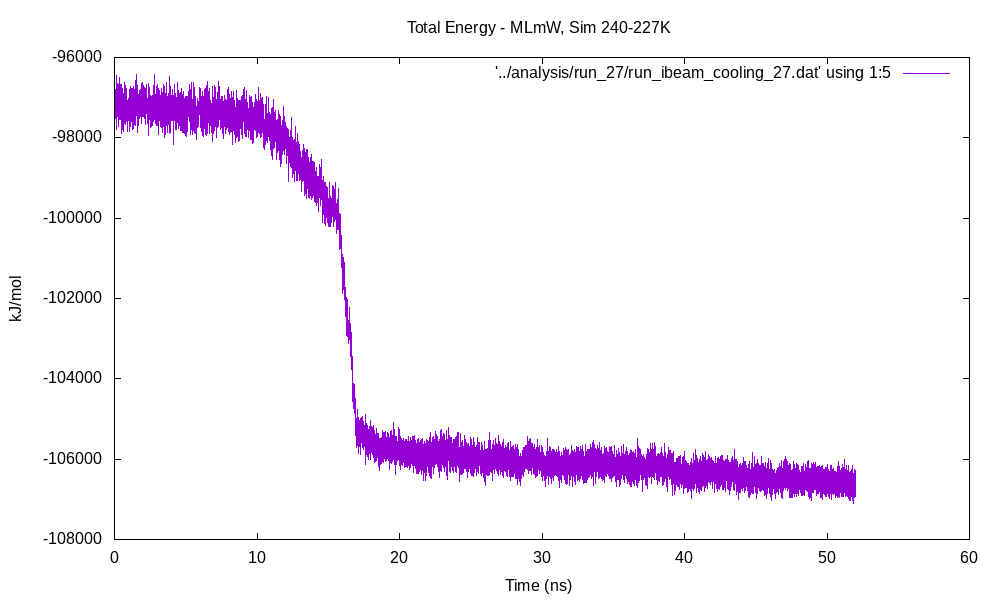 Total Energy - MLmW, Sim 240-227K
'../analysis/run_27/run_ibeam_cooling_27.dat' using 1:5
-96000
-98000
-100000
-102000
-104000
-106000
-108000
kJ/mol
0 10 20 30 40 50 60
Time (ns)